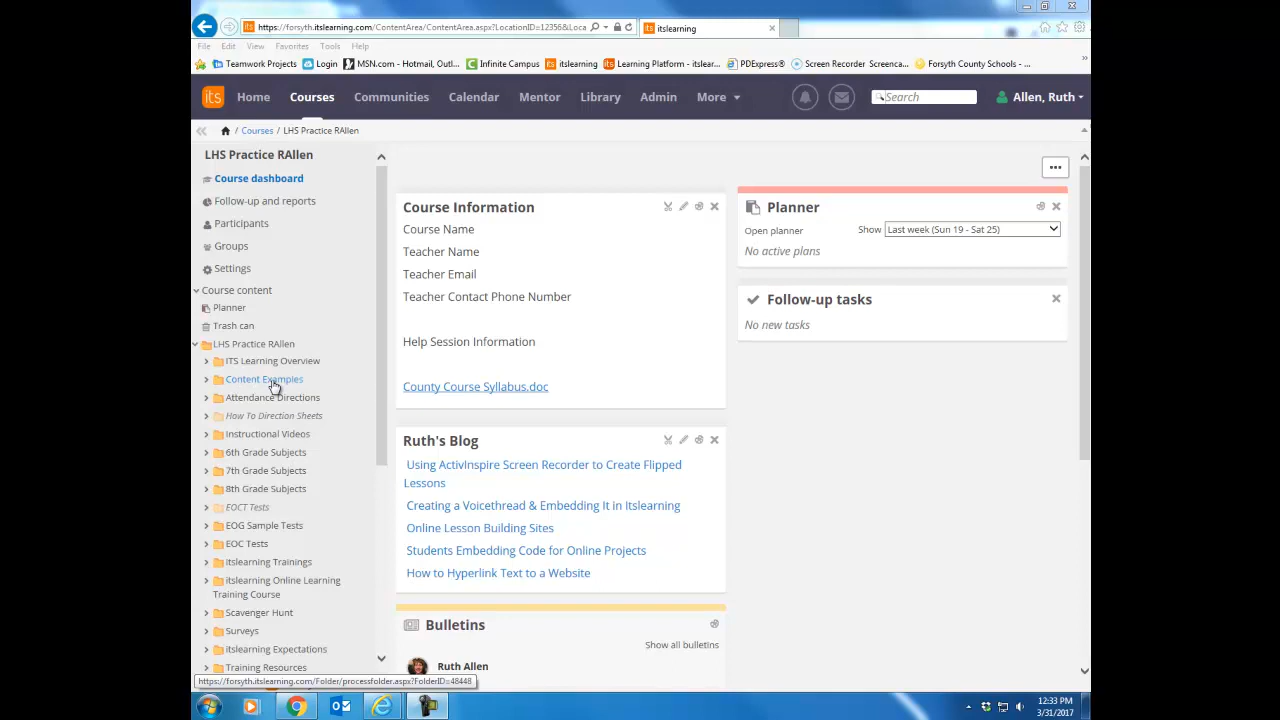 https://forsyth.itslearning.com/ContentArea/ContentArea.aspx?LocationID=12356&Loca
itslearning
File Edit View Favorites Tools Help
Teamwork Projects Login MSN.com - Hotmail, Outl... Infinite Campus itslearning Learning Platform - itslear... PDExpress® Screen Recorder Screenca... Forsyth County Schools - ...
its Home Courses Communities Calendar Mentor Library Admin More Search Allen, Ruth
/ Courses / LHS Practice RAllen
LHS Practice RAllen
Course dashboard
Follow-up and reports
Participants
Groups
Settings
Course content
Planner
Trash can
LHS Practice RAllen
ITS Learning Overview
Content Examples
Attendance Directions
How To Direction Sheets
Instructional Videos
6th Grade Subjects
7th Grade Subjects
8th Grade Subjects
EOCT Tests
EOG Sample Tests
EOC Tests
itslearning Trainings
itslearning Online Learning
Training Course
Scavenger Hunt
Surveys
itslearning Expectations
Training Resources
https://forsyth.itslearning.com/Folder/processfolder.aspx?FolderID=48448
Course Information
Course Name
Teacher Name
Teacher Email
Teacher Contact Phone Number
Help Session Information
County Course Syllabus.doc
Ruth's Blog
Using ActivInspire Screen Recorder to Create Flipped
Lessons
Creating a Voicethread & Embedding It in Itslearning
Online Lesson Building Sites
Students Embedding Code for Online Projects
How to Hyperlink Text to a Website
Bulletins
Show all bulletins
Ruth Allen
Planner
Open planner Show Last week (Sun 19 - Sat 25)
No active plans
Follow-up tasks
No new tasks
12:33 PM
3/31/2017